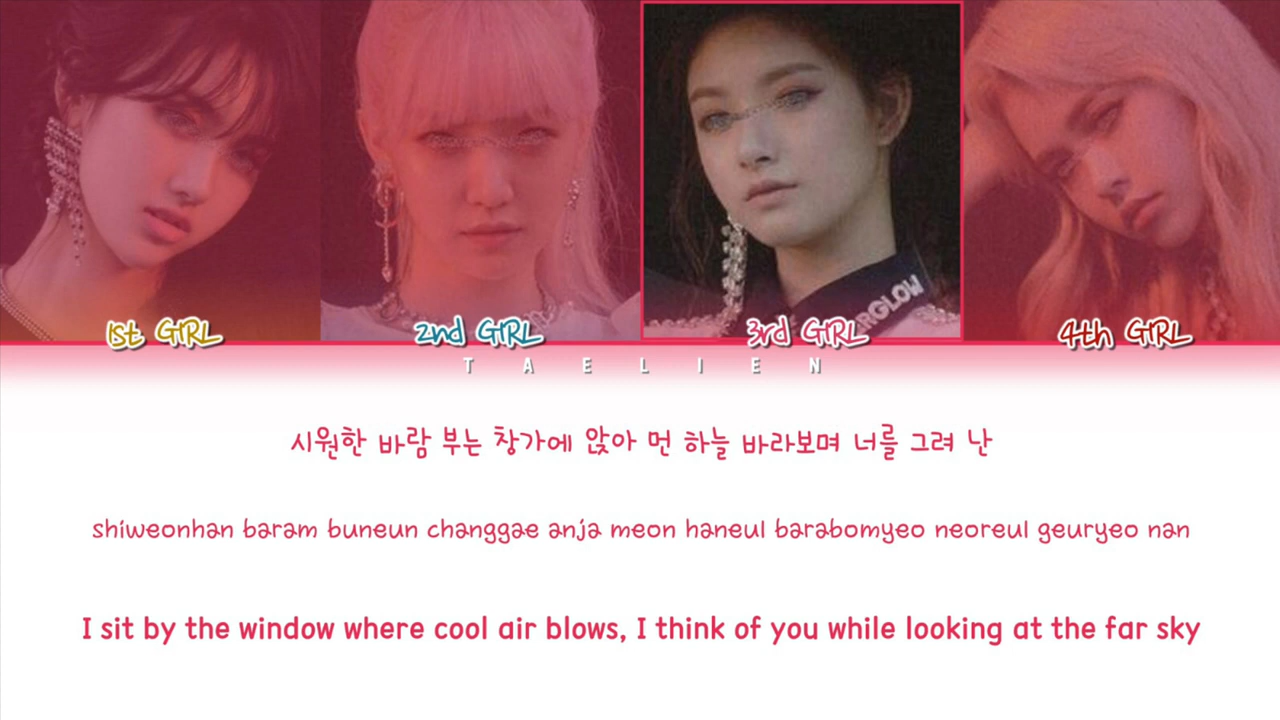 ERGLOW
1st GIRL
2nd GIRL
3rd GIRL
4th GIRL
TAELIEN
시원한 바람 부는 창가에 앉아 먼 하늘 바라보며 너를 그려 난
shiweonhan baram buneun changgae anja meon haneul barabomyeo neoreul geuryeo nan
I sit by the window where cool air blows, I think of you while looking at the far sky